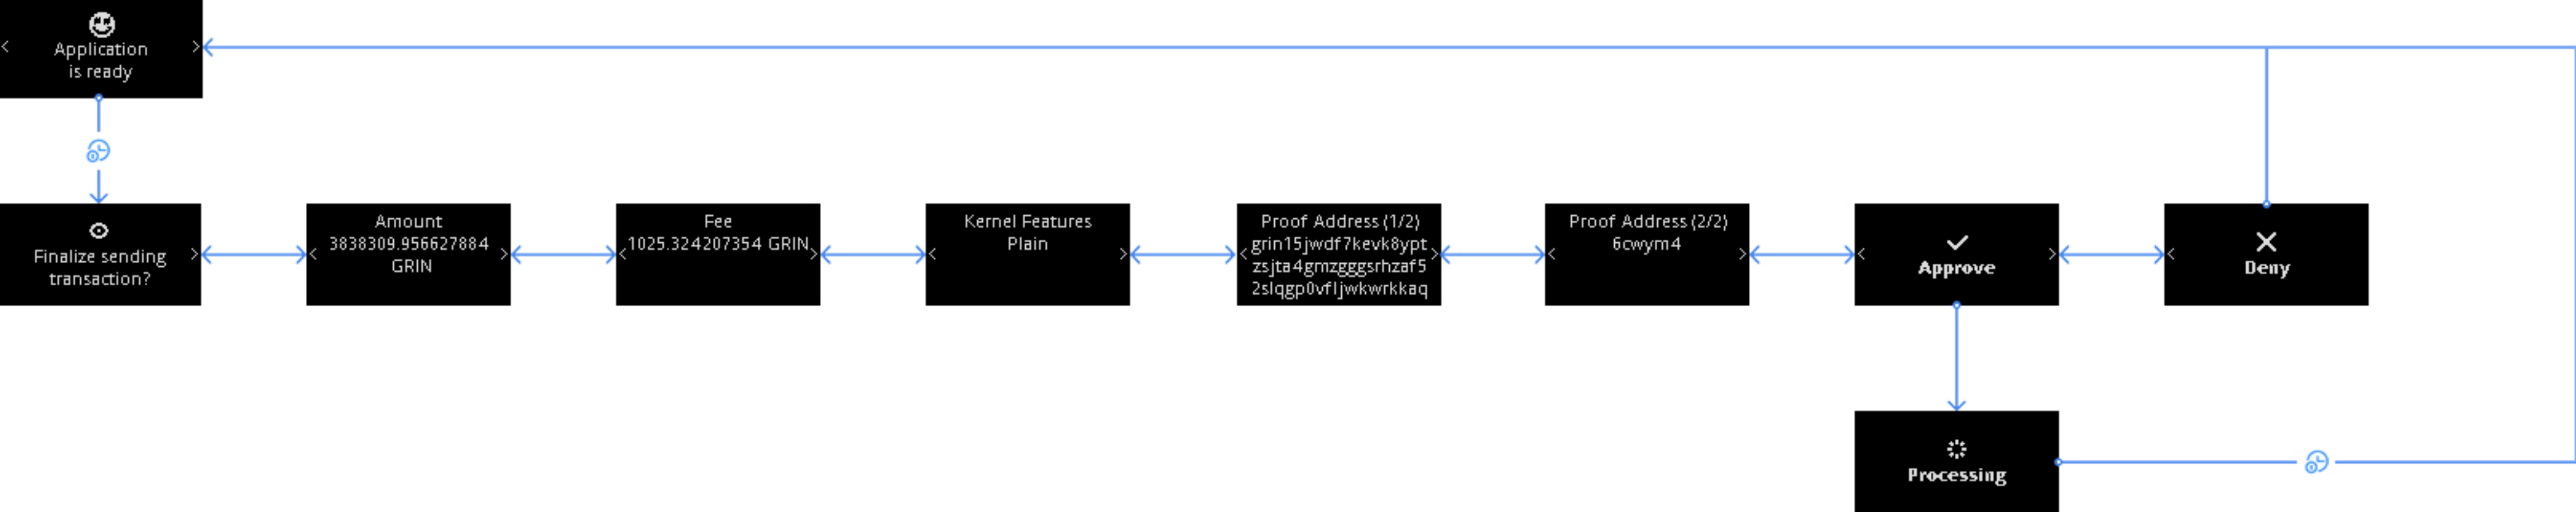 Application
is ready
Finalize sending
transaction?
Amount
3838309.956627884
GRIN
Fee
1025.324207354 GRIN
Kernel Features
Plain
Proof Address (1/2)
grin15jwdf7kevk8ypt
zsjta4gmzgggsrhzaf5
2slqgp0vfljwkwrkkaq
Proof Address (2/2)
6cwym4
Approve
Deny
Processing